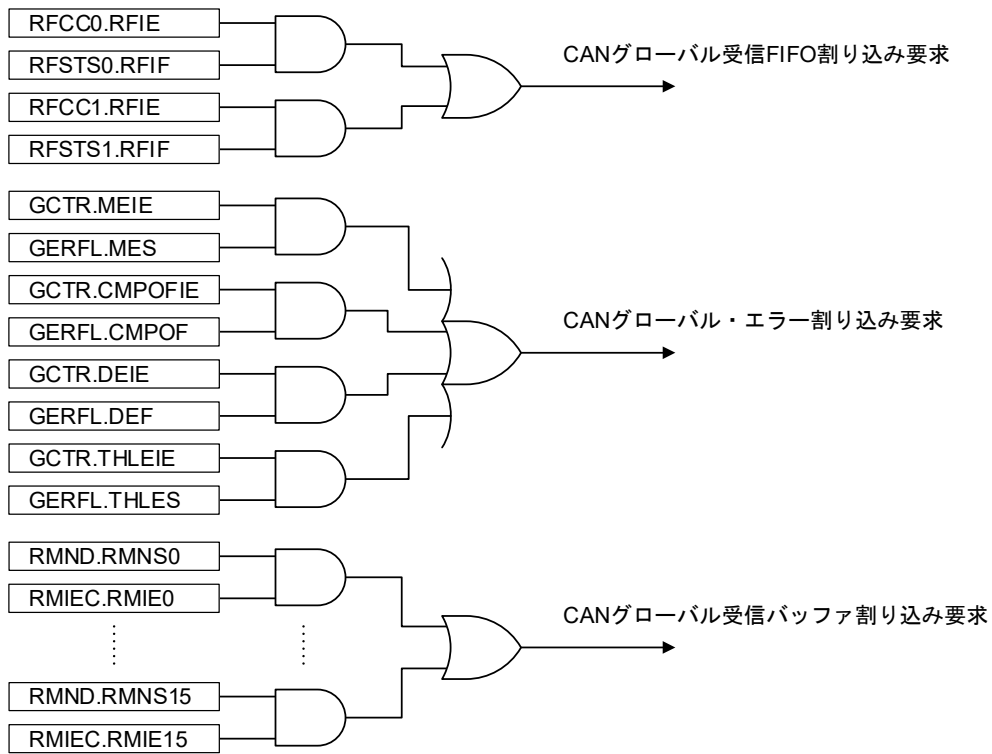 RFCC0.RFIE
RFSTS0.RFIF
RFCC1.RFIE
RFSTS1.RFIF
CANグローバル受信FIFO割り込み要求
GCTR.MEIE
GERFL.MES
GCTR.CMPOFIE
GERFL.CMPOF
GCTR.DEIE
GERFL.DEF
GCTR.THLEIE
GERFL.THLES
CANグローバル・エラー割り込み要求
RMND.RMNS0
RMIEC.RMIE0
RMND.RMNS15
RMIEC.RMIE15
CANグローバル受信バッファ割り込み要求